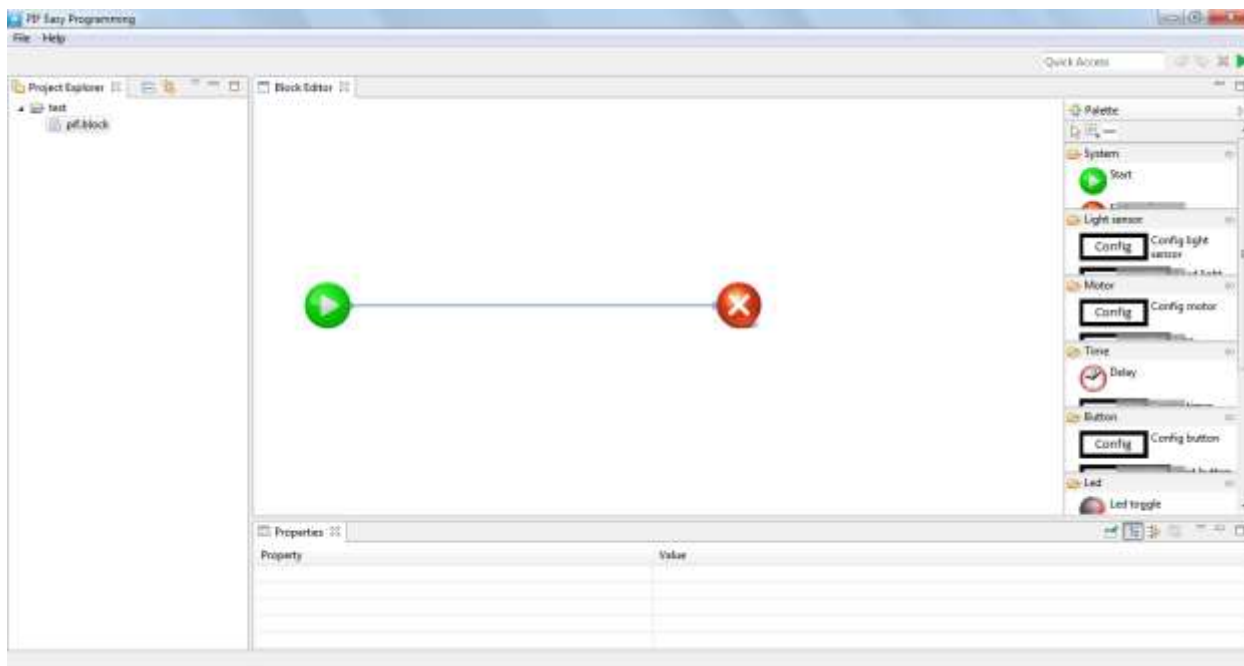 PIF Easy Programming
File Help
Quick Access
Project Explorer
Block Editor
test
pif.block
Palette
System
Start
Light sensor
Config
Config light
sensor
Motor
Config
Config motor
Time
Delay
Button
Config
Config button
Led
Led toggle
Properties
Property Value